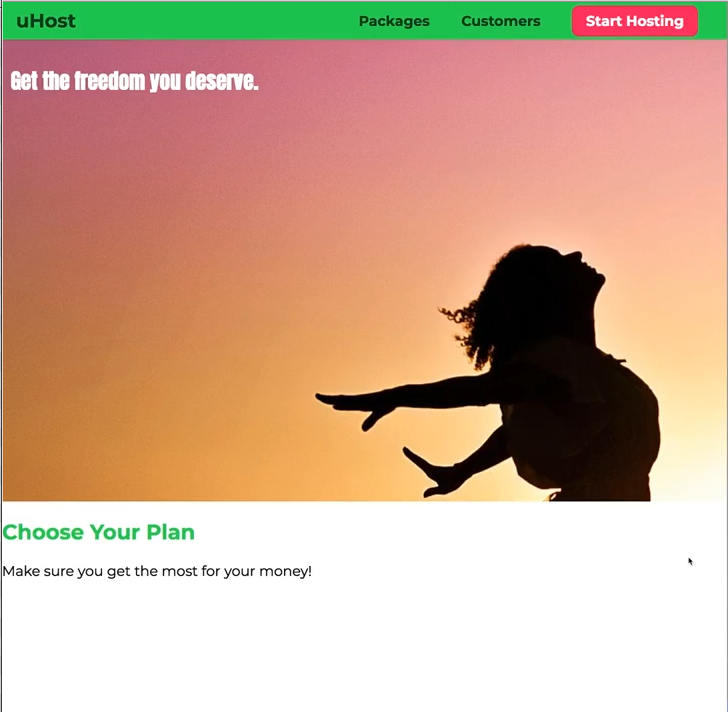 uHost
Packages
Customers
Start Hosting
Get the freedom you deserve.
Choose Your Plan
Make sure you get the most for your money!